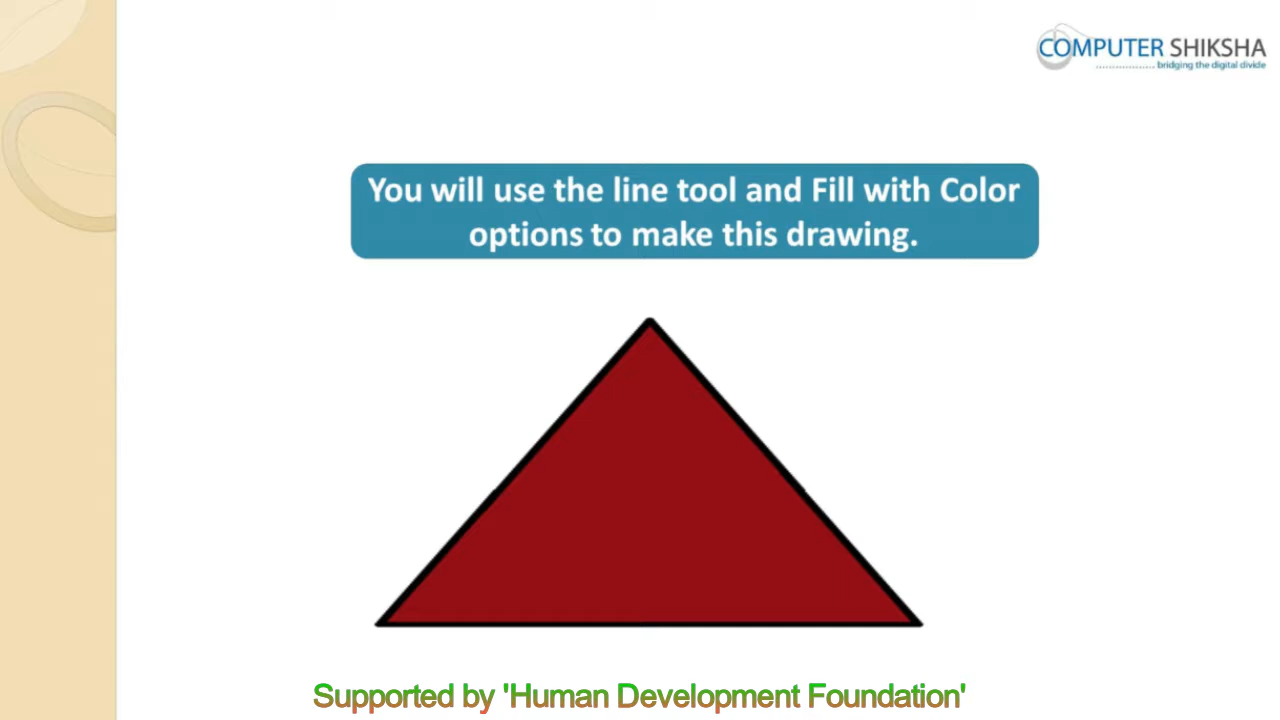 COMPUTER SHIKSHA
bridging the digital divide
You will use the line tool and Fill with Color
options to make this drawing.
Supported by 'Human Development Foundation'